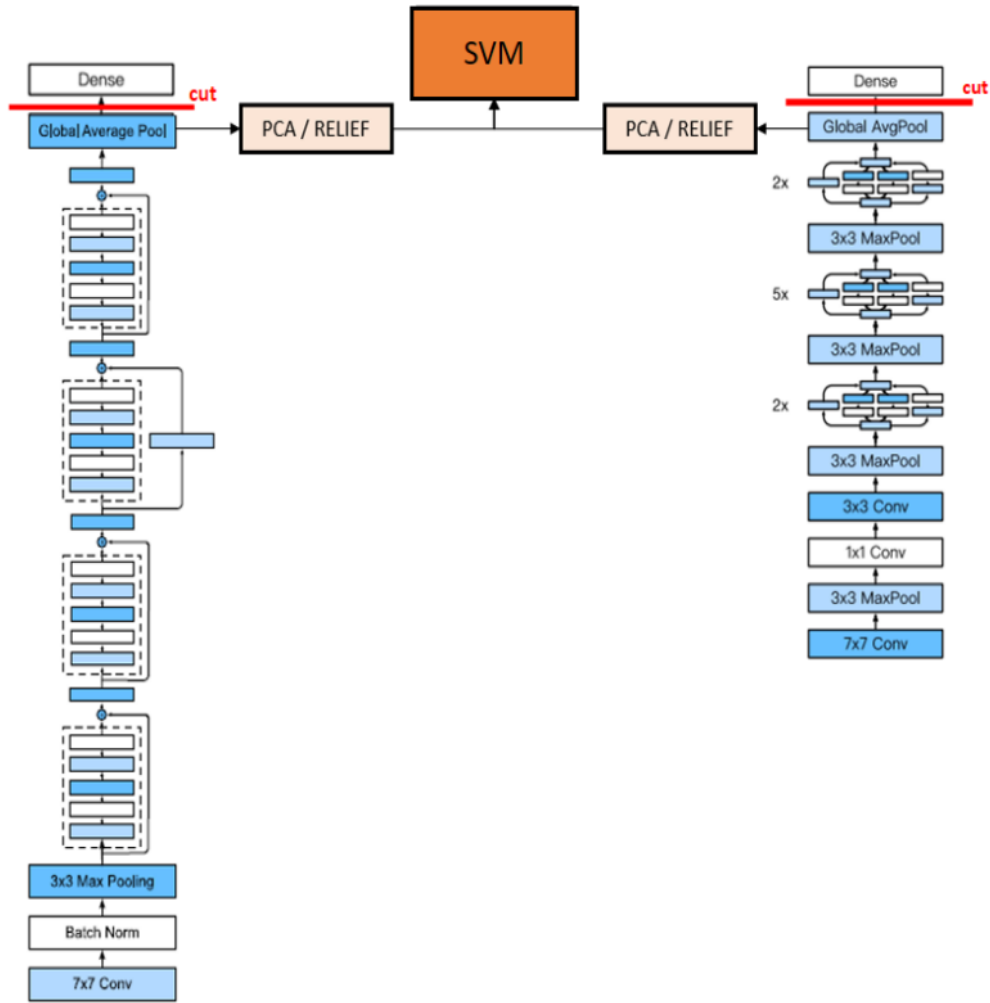 SVM
Dense
cut
Global Average Pool
PCA / RELIEF
PCA / RELIEF
Dense
cut
Global AvgPool
2x
3x3 MaxPool
5x
3x3 MaxPool
2x
3x3 MaxPool
3x3 Conv
1x1 Conv
3x3 MaxPool
7x7 Conv
3x3 Max Pooling
Batch Norm
7x7 Conv